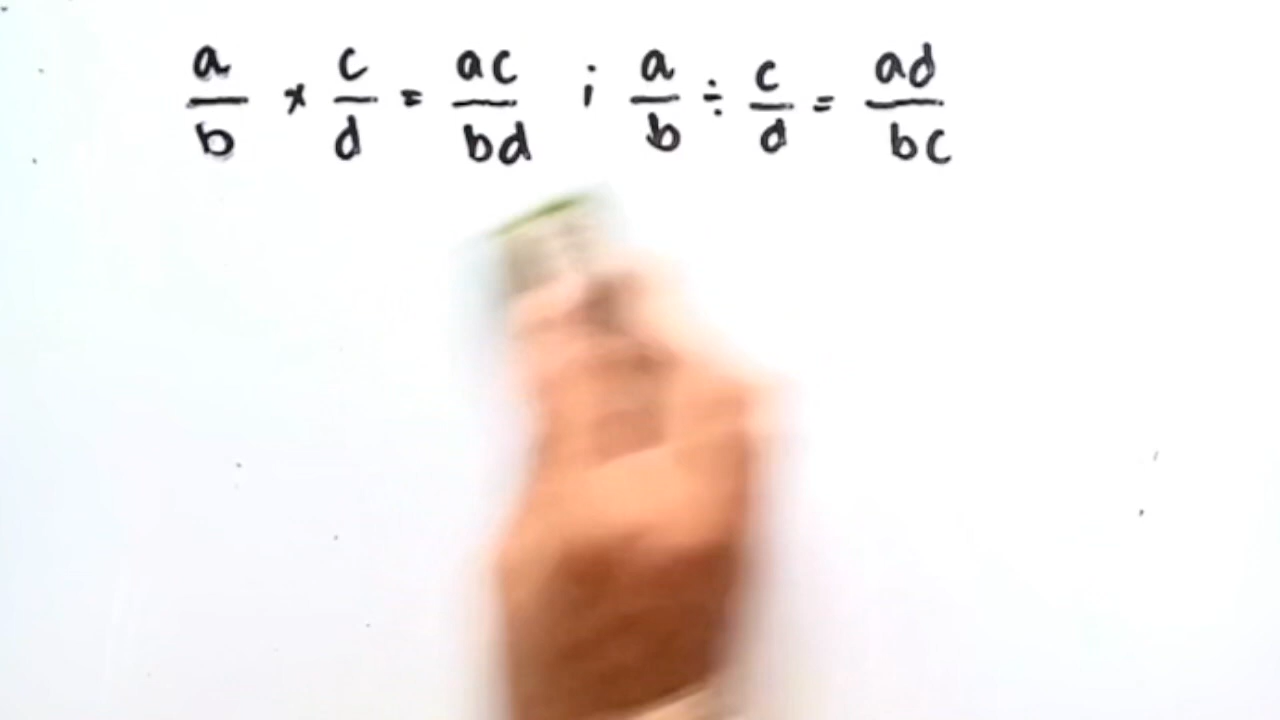 a/b × c/d = ac/bd ; a/b ÷ c/d = ad/bc